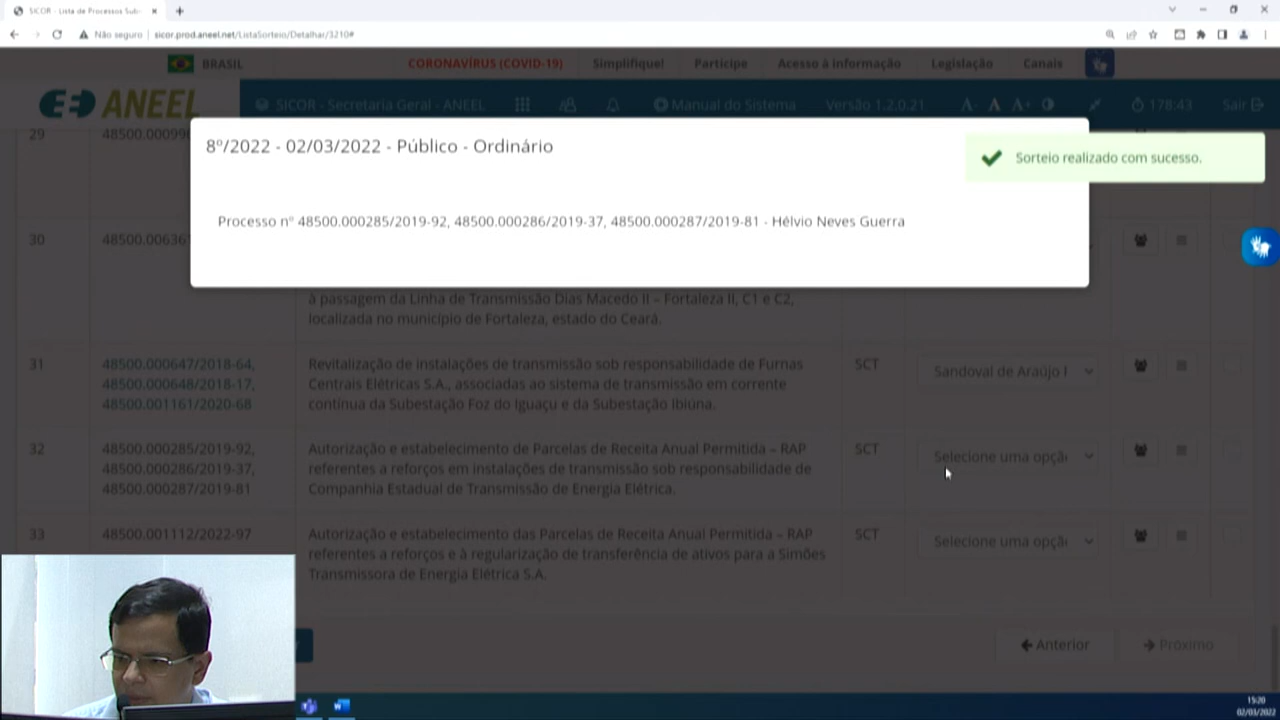 SICOR - Lista de Processos Sub
Não seguro | sicor.prod.aneel.net/ListaSorteio/Detalhar/3210#
BRASIL
CORONAVÍRUS (COVID-19)
Simplifique!
Participe
Acesso à informação
Legislação
Canais
ANEEL
SICOR - Secretaria Geral - ANEEL
Manual do Sistema
Versão 1.2.0.21
A- A A+
178:43
Sair
8º/2022 - 02/03/2022 - Público - Ordinário
Sorteio realizado com sucesso.
Processo nº 48500.000285/2019-92, 48500.000286/2019-37, 48500.000287/2019-81 - Hélvio Neves Guerra
29
30
à passagem da Linha de Transmissão Dias Macedo II – Fortaleza II, C1 e C2,
localizada no município de Fortaleza, estado do Ceará.
31
48500.000647/2018-64,
48500.000648/2018-17,
48500.001161/2020-68
Revitalização de instalações de transmissão sob responsabilidade de Furnas
Centrais Elétricas S.A., associadas ao sistema de transmissão em corrente
contínua da Subestação Foz do Iguaçu e da Subestação Ibiúna.
SCT
Sandoval de Araújo
32
48500.000285/2019-92,
48500.000286/2019-37,
48500.000287/2019-81
Autorização e estabelecimento de Parcelas de Receita Anual Permitida – RAP
referentes a reforços em instalações de transmissão sob responsabilidade de
Companhia Estadual de Transmissão de Energia Elétrica.
SCT
Selecione uma opçã
33
48500.001112/2022-97
Autorização e estabelecimento das Parcelas de Receita Anual Permitida – RAP
referentes a reforços e à regularização de transferência de ativos para a Simões
Transmissora de Energia Elétrica S.A.
SCT
Selecione uma opçã
Anterior
Próximo
15:20
02/03/2022